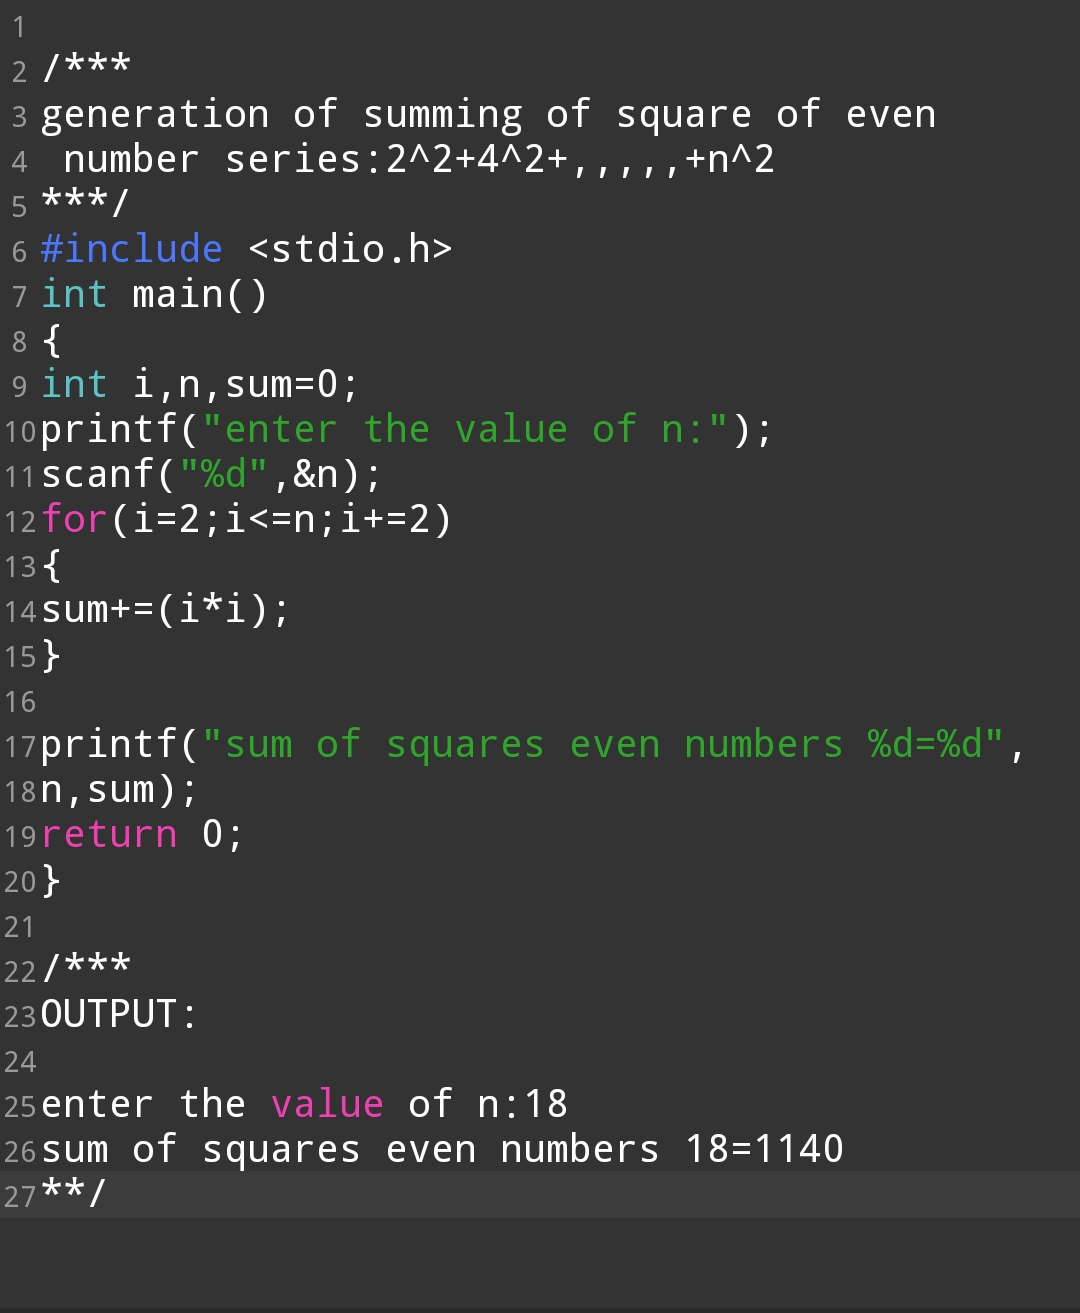 1
2 /***
3 generation of summing of square of even
4  number series:2^2+4^2+,,,,,+n^2
5 ***/
6 #include <stdio.h>
7 int main()
8 {
9 int i,n,sum=0;
10 printf("enter the value of n:");
11 scanf("%d",&n);
12 for(i=2;i<=n;i+=2)
13 {
14 sum+=(i*i);
15 }
16
17 printf("sum of squares even numbers %d=%d",
18 n,sum);
19 return 0;
20 }
21
22 /***
23 OUTPUT:
24
25 enter the value of n:18
26 sum of squares even numbers 18=1140
27 **/